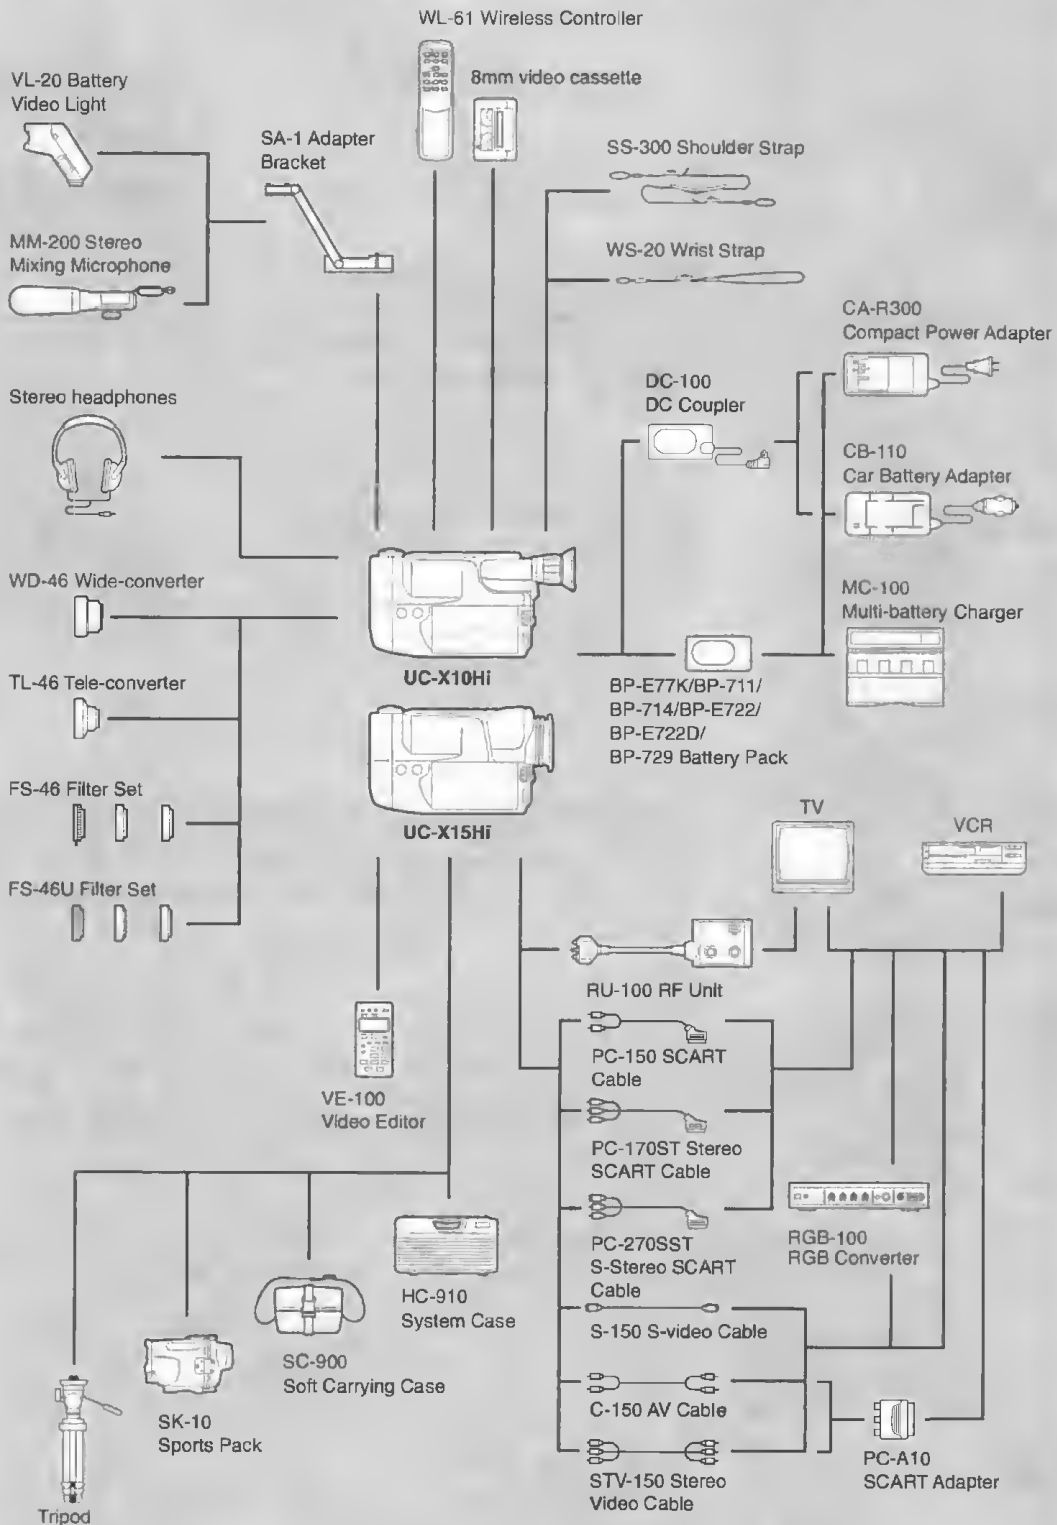 WL-61 Wireless Controller
VL-20 Battery
Video Light
8mm video cassette
SA-1 Adapter
Bracket
SS-300 Shoulder Strap
MM-200 Stereo
Mixing Microphone
WS-20 Wrist Strap
CA-R300
Compact Power Adapter
DC-100
DC Coupler
Stereo headphones
CB-110
Car Battery Adapter
WD-46 Wide-converter
MC-100
Multi-battery Charger
UC-X10Hi
TL-46 Tele-converter
BP-E77K/BP-711/
BP-714/BP-E722/
BP-E722D/
BP-729 Battery Pack
FS-46 Filter Set
TV
VCR
UC-X15Hi
FS-46U Filter Set
RU-100 RF Unit
PC-150 SCART
Cable
VE-100
Video Editor
PC-170ST Stereo
SCART Cable
RGB-100
RGB Converter
PC-270SST
S-Stereo SCART
Cable
HC-910
System Case
S-150 S-video Cable
SC-900
Soft Carrying Case
C-150 AV Cable
SK-10
Sports Pack
PC-A10
SCART Adapter
STV-150 Stereo
Video Cable
Tripod